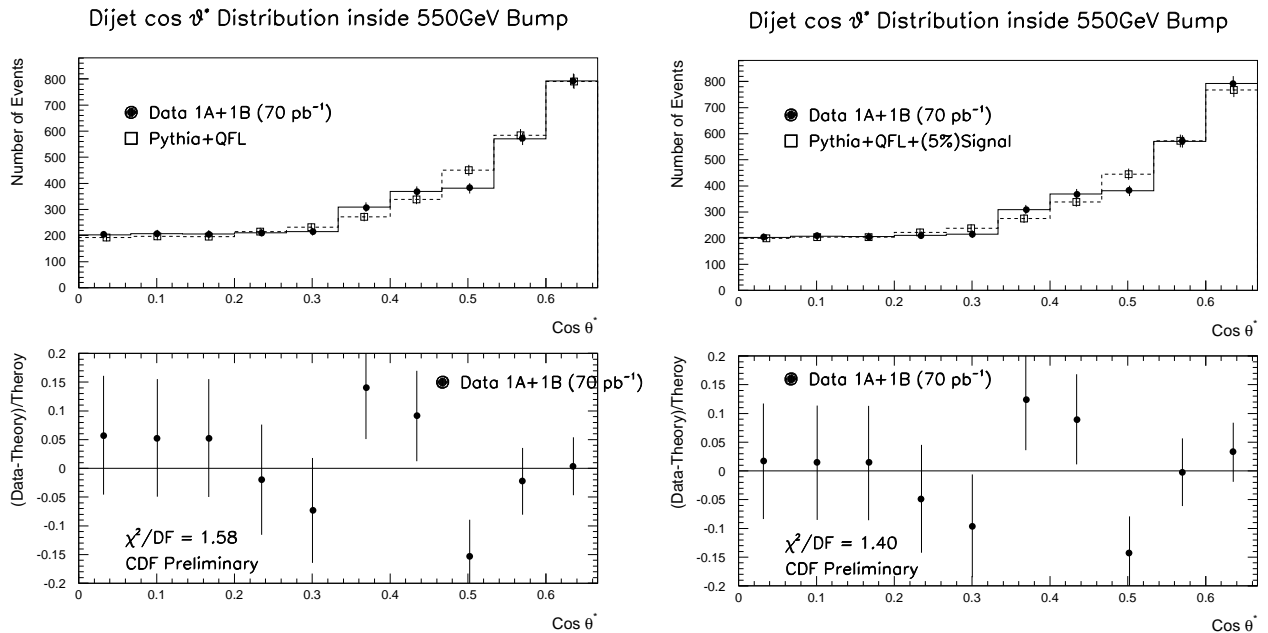 Dijet cos ϑ* Distribution inside 550GeV Bump
Number of Events
800
700
600
500
400
300
200
100
0
Data 1A+1B (70 pb⁻¹)
Pythia+QFL
0 0.1 0.2 0.3 0.4 0.5 0.6
Cos θ*
(Data-Theory)/Theroy
0.2
0.15
0.1
0.05
0
-0.05
-0.1
-0.15
-0.2
Data 1A+1B (70 pb⁻¹)
χ²/DF = 1.58
CDF Preliminary
0 0.1 0.2 0.3 0.4 0.5 0.6
Cos θ*
Dijet cos ϑ* Distribution inside 550GeV Bump
Number of Events
800
700
600
500
400
300
200
100
0
Data 1A+1B (70 pb⁻¹)
Pythia+QFL+(5%)Signal
0 0.1 0.2 0.3 0.4 0.5 0.6
Cos θ*
(Data-Theory)/Theroy
0.2
0.15
0.1
0.05
0
-0.05
-0.1
-0.15
-0.2
Data 1A+1B (70 pb⁻¹)
χ²/DF = 1.40
CDF Preliminary
0 0.1 0.2 0.3 0.4 0.5 0.6
Cos θ*